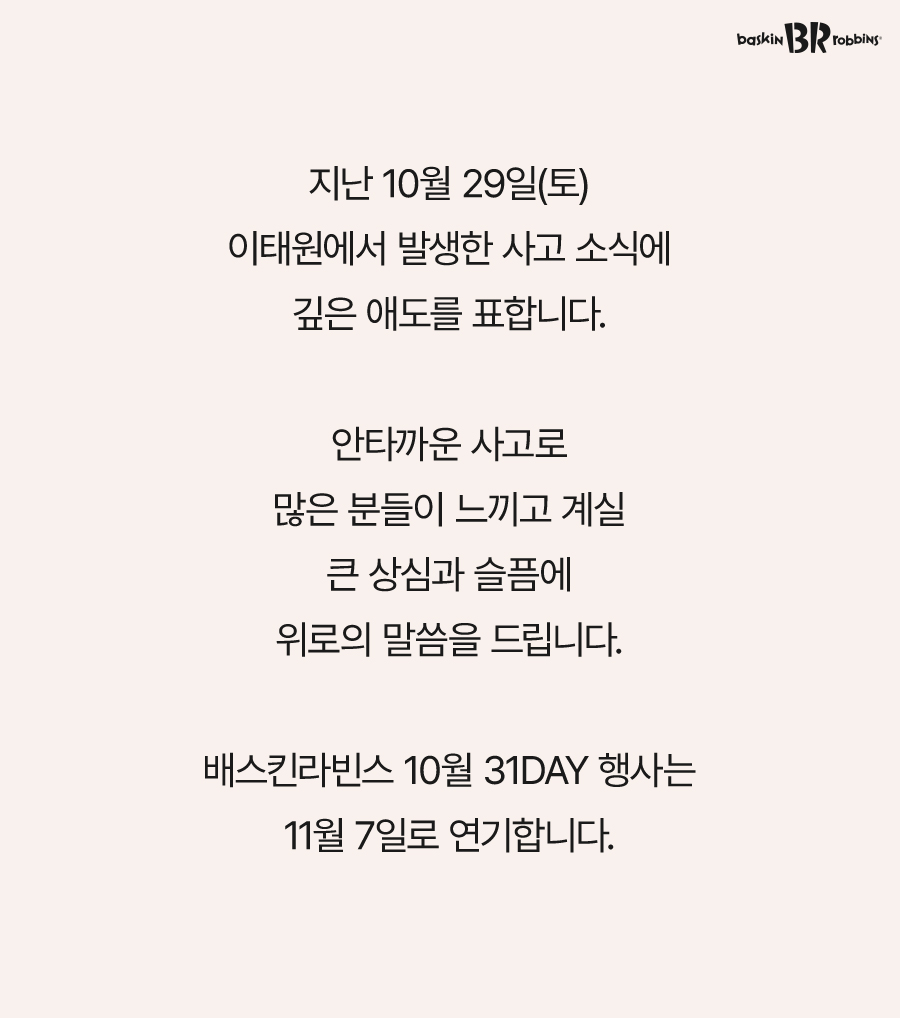 baskin BR robbins
지난 10월 29일(토)
이태원에서 발생한 사고 소식에
깊은 애도를 표합니다.
안타까운 사고로
많은 분들이 느끼고 계실
큰 상심과 슬픔에
위로의 말씀을 드립니다.
배스킨라빈스 10월 31DAY 행사는
11월 7일로 연기합니다.